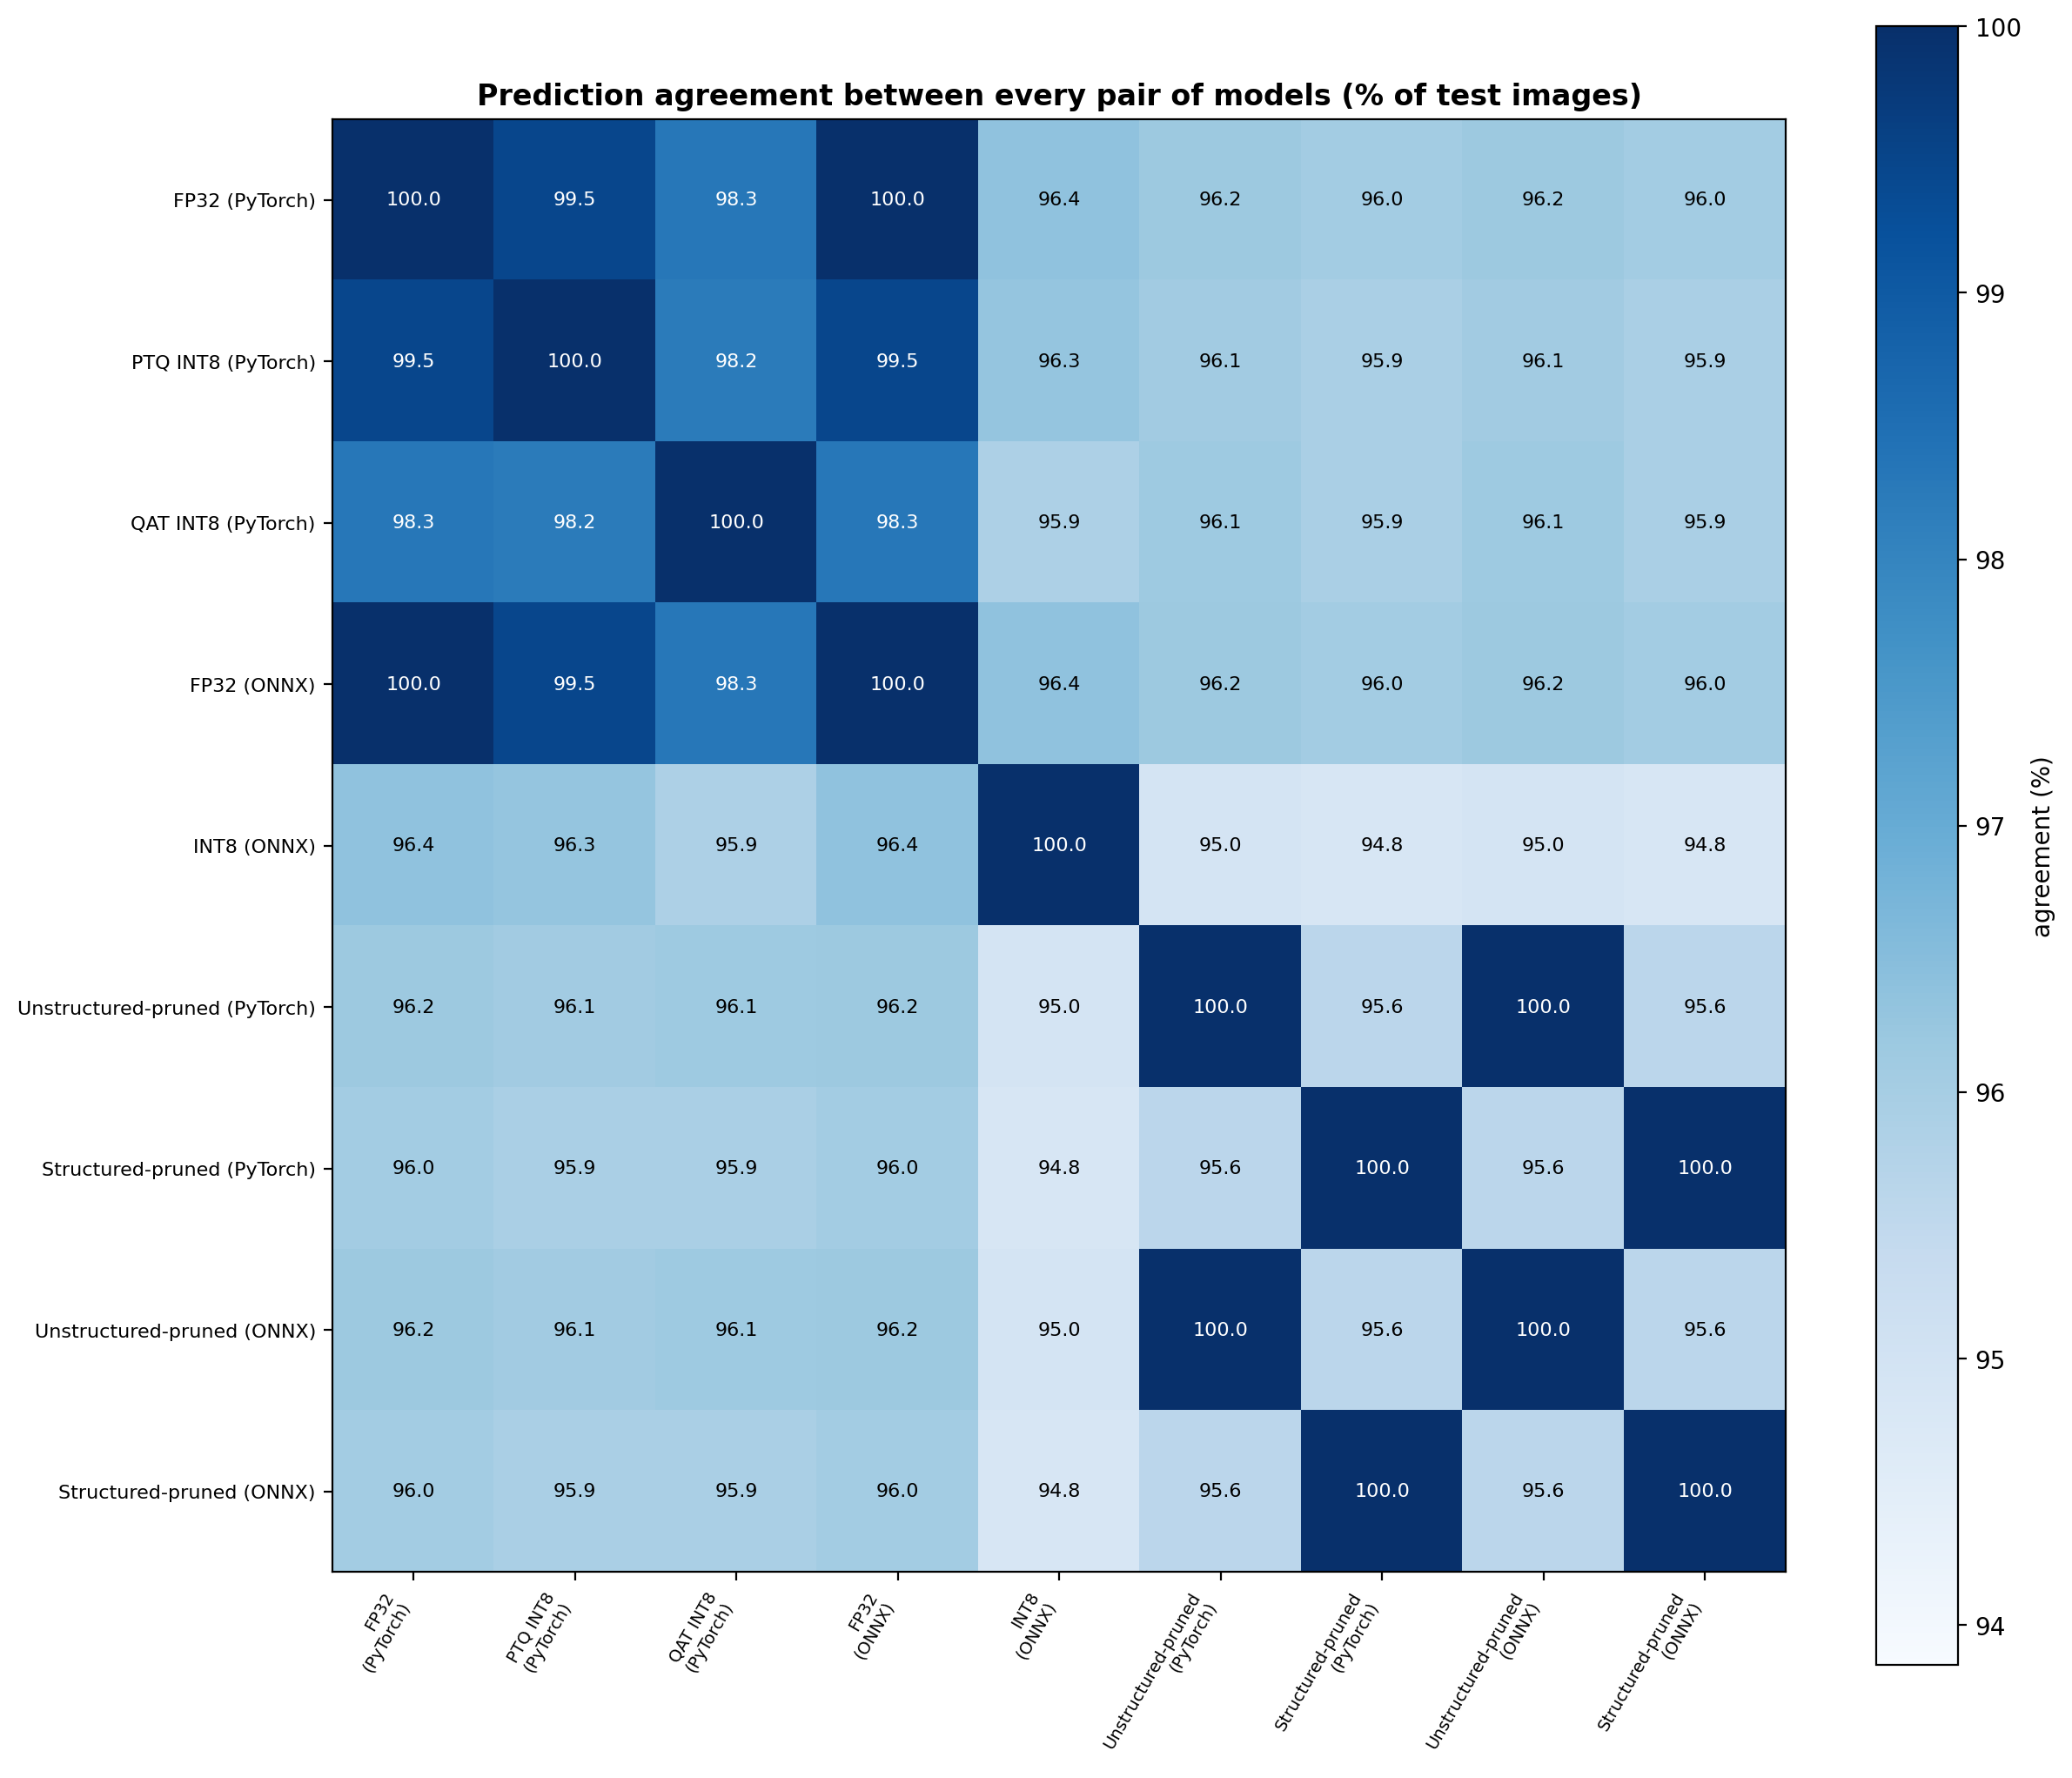 Prediction agreement between every pair of models (% of test images)
FP32 (PyTorch) 100.0 99.5 98.3 100.0 96.4 96.2 96.0 96.2 96.0
PTQ INT8 (PyTorch) 99.5 100.0 98.2 99.5 96.3 96.1 95.9 96.1 95.9
QAT INT8 (PyTorch) 98.3 98.2 100.0 98.3 95.9 96.1 95.9 96.1 95.9
FP32 (ONNX) 100.0 99.5 98.3 100.0 96.4 96.2 96.0 96.2 96.0
INT8 (ONNX) 96.4 96.3 95.9 96.4 100.0 95.0 94.8 95.0 94.8
Unstructured-pruned (PyTorch) 96.2 96.1 96.1 96.2 95.0 100.0 95.6 100.0 95.6
Structured-pruned (PyTorch) 96.0 95.9 95.9 96.0 94.8 95.6 100.0 95.6 100.0
Unstructured-pruned (ONNX) 96.2 96.1 96.1 96.2 95.0 100.0 95.6 100.0 95.6
Structured-pruned (ONNX) 96.0 95.9 95.9 96.0 94.8 95.6 100.0 95.6 100.0
FP32
(PyTorch)
PTQ INT8
(PyTorch)
QAT INT8
(PyTorch)
FP32
(ONNX)
INT8
(ONNX)
Unstructured-pruned
(PyTorch)
Structured-pruned
(PyTorch)
Unstructured-pruned
(ONNX)
Structured-pruned
(ONNX)
100
99
98
97
96
95
94
agreement (%)